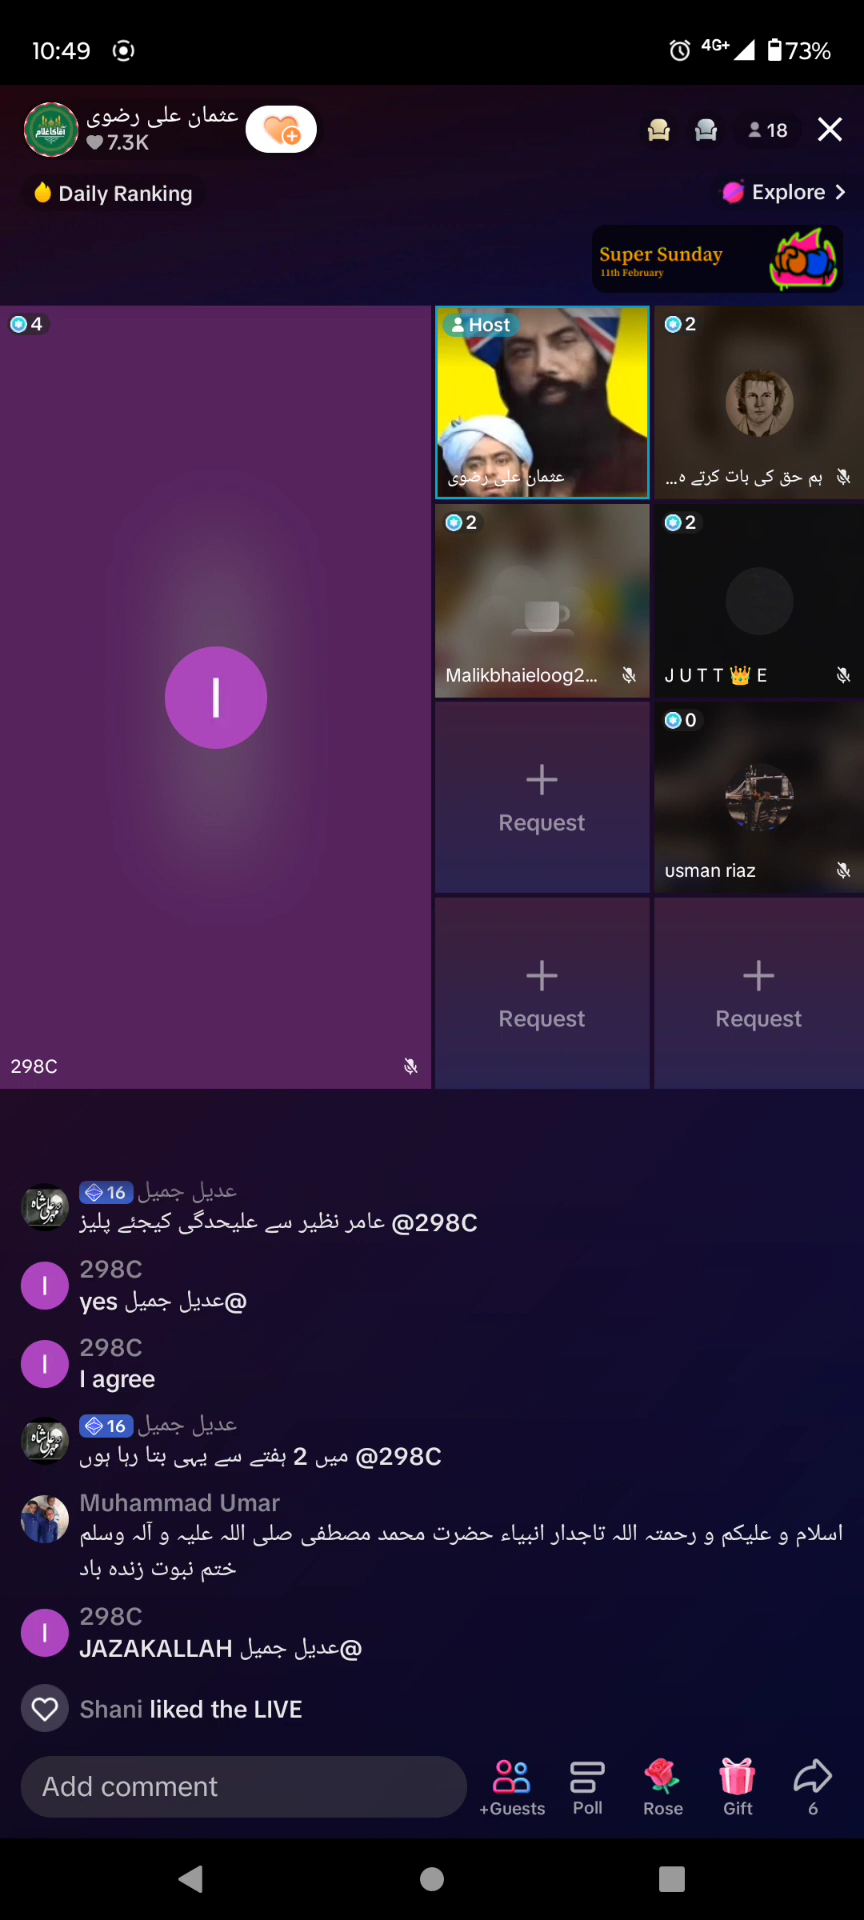 10:49
4G+
73%
عثمان علی رضوی
7.3K
18
Daily Ranking
Explore
Super Sunday
11th February
4
Host
عثمان علی رضوی
2
ہم حق کی بات کرتے ہ...
2
Malikbhaieloog2...
2
J U T T 👑 E
Request
0
usman riaz
Request
Request
I
298C
16 عدیل جمیل
@298C عامر نظیر سے علیحدگی کیجئے پلیز
298C
@عدیل جمیل yes
298C
I agree
16 عدیل جمیل
@298C میں 2 ہفتے سے یہی بتا رہا ہوں
Muhammad Umar
اسلام و علیکم و رحمتہ اللہ تاجدار انبیاء حضرت محمد مصطفی صلی اللہ علیہ و آلہ وسلم
ختم نبوت زندہ باد
298C
@عدیل جمیل JAZAKALLAH
Shani liked the LIVE
Add comment
+Guests
Poll
Rose
Gift
6